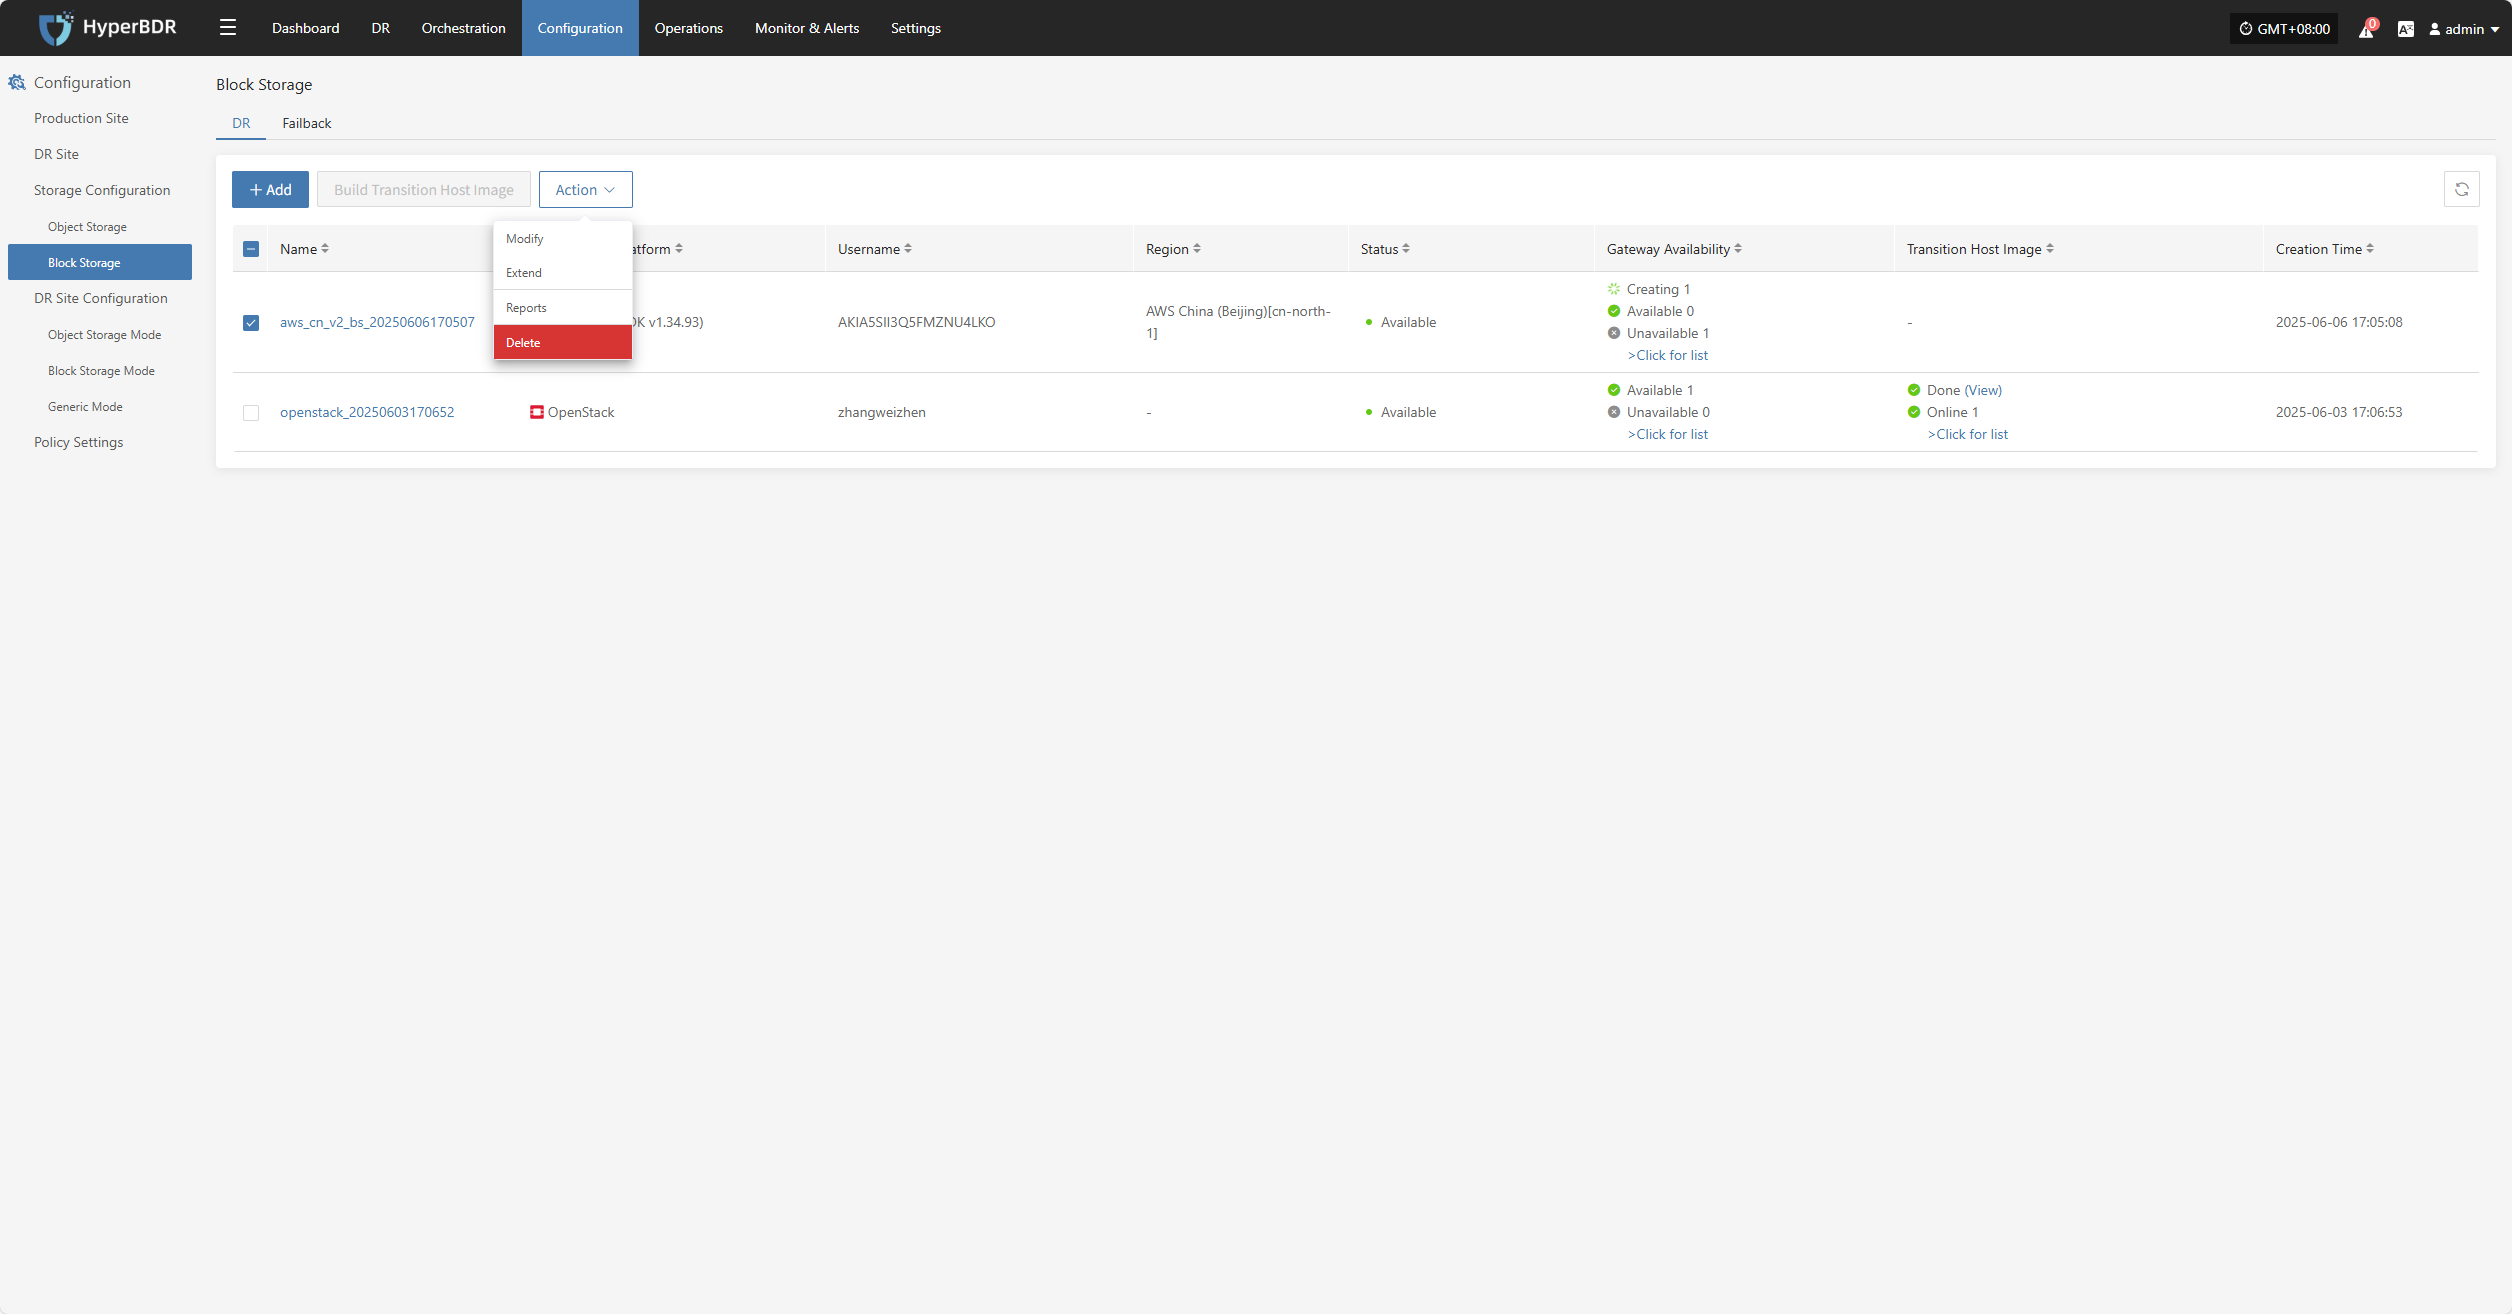 HyperBDR
Dashboard
DR
Orchestration
Configuration
Operations
Monitor & Alerts
Settings
GMT+08:00
0
admin
Configuration
Production Site
DR Site
Storage Configuration
Object Storage
Block Storage
DR Site Configuration
Object Storage Mode
Block Storage Mode
Generic Mode
Policy Settings
Block Storage
DR
Failback
+ Add
Build Transition Host Image
Action
Modify
Extend
Reports
Delete
Name
atform
Username
Region
Status
Gateway Availability
Transition Host Image
Creation Time
aws_cn_v2_bs_20250606170507
DK v1.34.93)
AKIA5SII3Q5FMZNU4LKO
AWS China (Beijing)[cn-north-
1]
Available
Creating 1
Available 0
Unavailable 1
>Click for list
-
2025-06-06 17:05:08
openstack_20250603170652
OpenStack
zhangweizhen
-
Available
Available 1
Unavailable 0
>Click for list
Done (View)
Online 1
>Click for list
2025-06-03 17:06:53